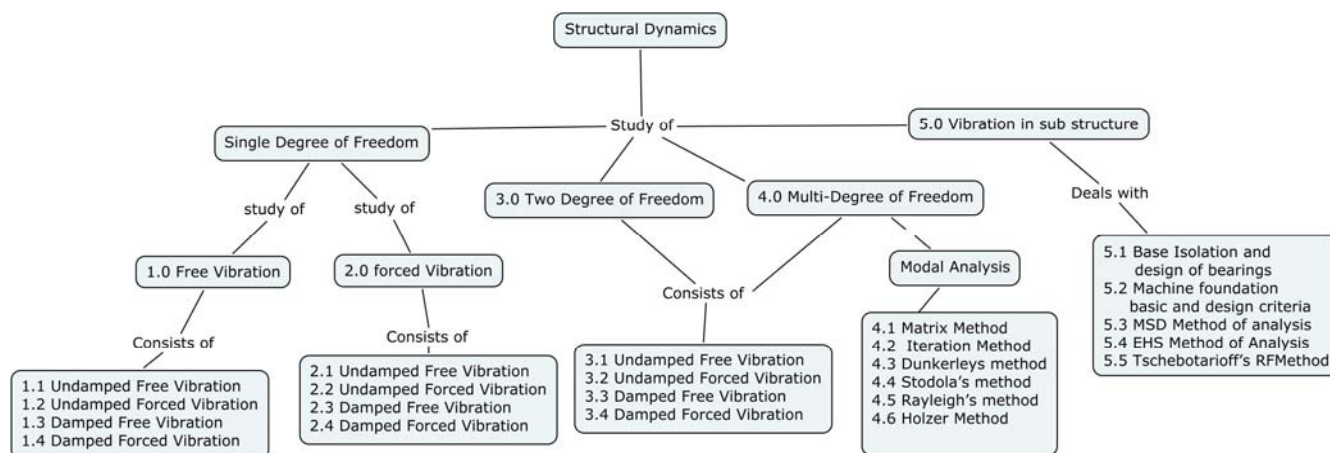 Structural Dynamics
Study of
5.0 Vibration in sub structure
Single Degree of Freedom
3.0 Two Degree of Freedom
4.0 Multi-Degree of Freedom
Deals with
study of
study of
1.0 Free Vibration
2.0 forced Vibration
Modal Analysis
5.1 Base Isolation and
design of bearings
5.2 Machine foundation
basic and design criteria
5.3 MSD Method of analysis
5.4 EHS Method of Analysis
5.5 Tschebotarioff's RFMethod
Consists of
Consists of
Consists of
1.1 Undamped Free Vibration
1.2 Undamped Forced Vibration
1.3 Damped Free Vibration
1.4 Damped Forced Vibration
2.1 Undamped Free Vibration
2.2 Undamped Forced Vibration
2.3 Damped Free Vibration
2.4 Damped Forced Vibration
3.1 Undamped Free Vibration
3.2 Undamped Forced Vibration
3.3 Damped Free Vibration
3.4 Damped Forced Vibration
4.1 Matrix Method
4.2 Iteration Method
4.3 Dunkerleys method
4.4 Stodola's method
4.5 Rayleigh's method
4.6 Holzer Method